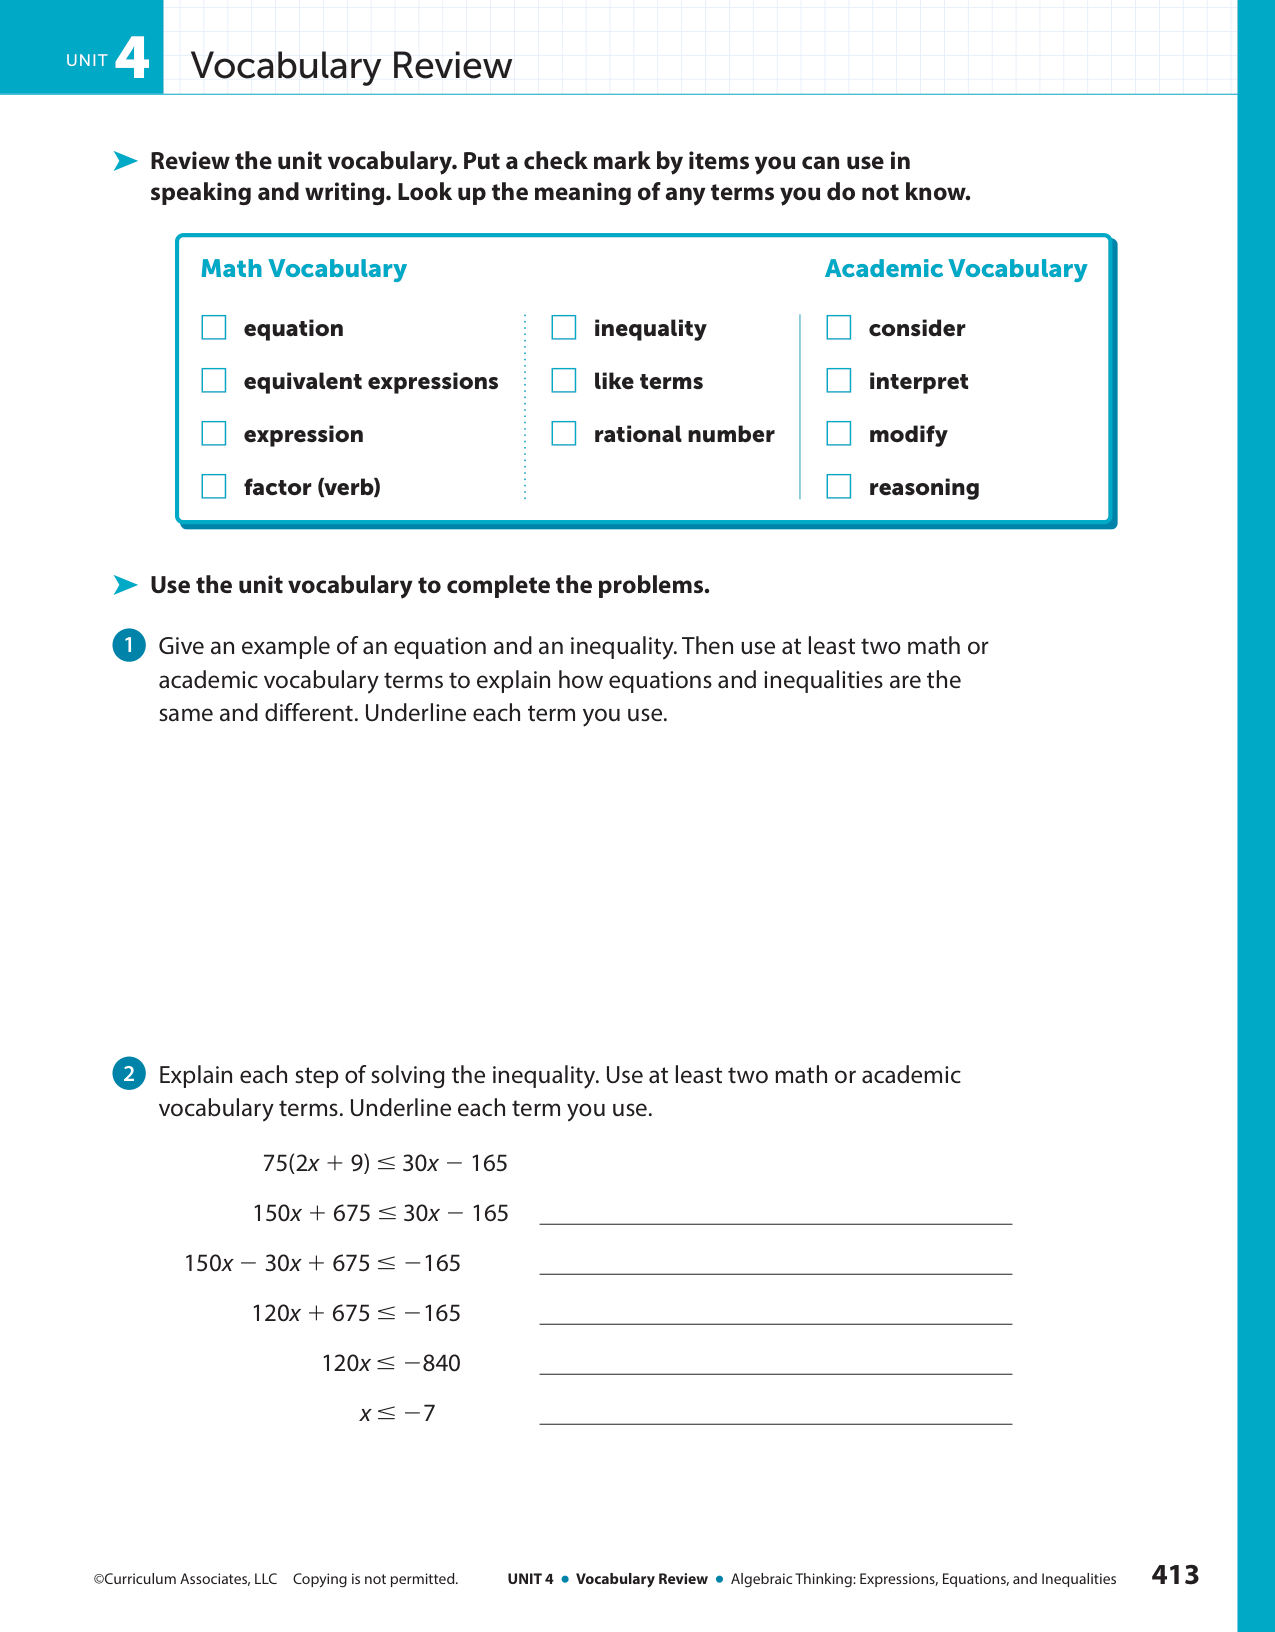 UNIT 4 Vocabulary Review
Review the unit vocabulary. Put a check mark by items you can use in
speaking and writing. Look up the meaning of any terms you do not know.
Math Vocabulary
equation
equivalent expressions
expression
factor (verb)
inequality
like terms
rational number
Academic Vocabulary
consider
interpret
modify
reasoning
Use the unit vocabulary to complete the problems.
1 Give an example of an equation and an inequality. Then use at least two math or
academic vocabulary terms to explain how equations and inequalities are the
same and different. Underline each term you use.
2 Explain each step of solving the inequality. Use at least two math or academic
vocabulary terms. Underline each term you use.
75(2x + 9) ≤ 30x − 165
150x + 675 ≤ 30x − 165
150x − 30x + 675 ≤ −165
120x + 675 ≤ −165
120x ≤ −840
x ≤ −7
©Curriculum Associates, LLC Copying is not permitted. UNIT 4 • Vocabulary Review • Algebraic Thinking: Expressions, Equations, and Inequalities 413